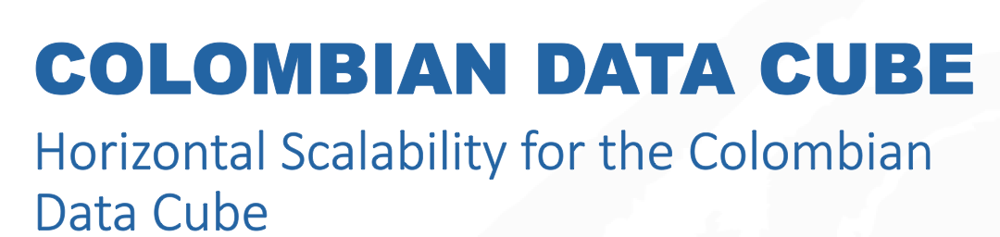 COLOMBIAN DATA CUBE
Horizontal Scalability for the Colombian
Data Cube